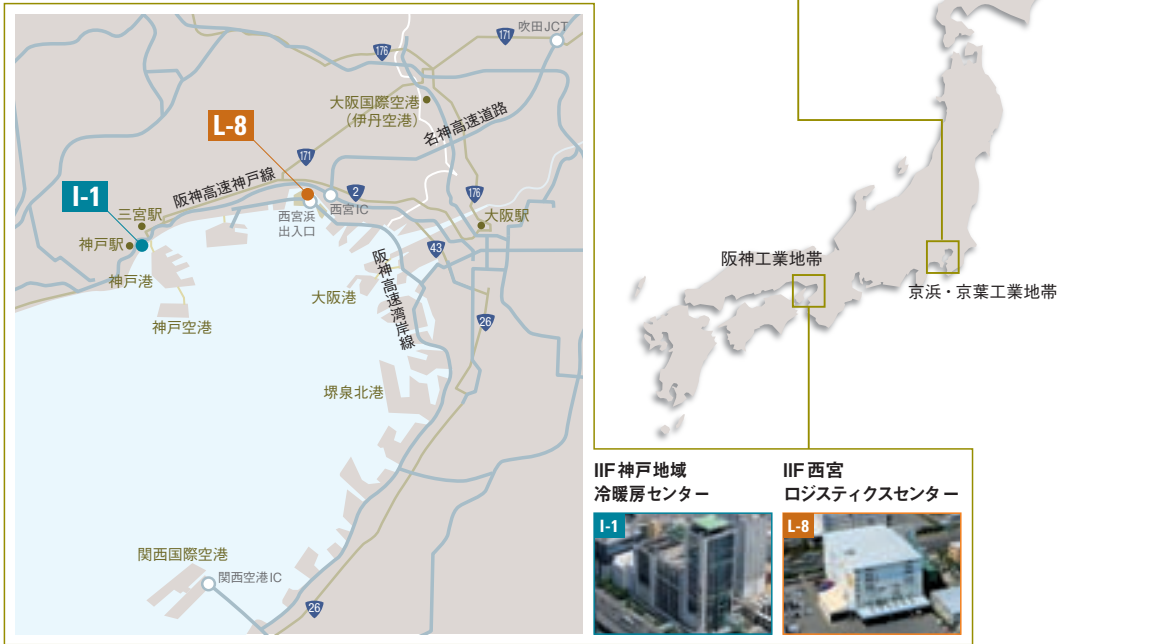 吹田JCT
171
176
大阪国際空港
（伊丹空港）
名神高速道路
L-8
171
阪神高速神戸線
2
176
I-1
三宮駅
西宮浜
出入口
西宮IC
大阪駅
神戸駅
43
神戸港
阪神高速湾岸線
大阪港
神戸空港
26
堺泉北港
関西国際空港
関西空港IC
26
阪神工業地帯
京浜・京葉工業地帯
IIF 神戸地域
冷暖房センター
I-1
IIF 西宮
ロジスティクスセンター
L-8